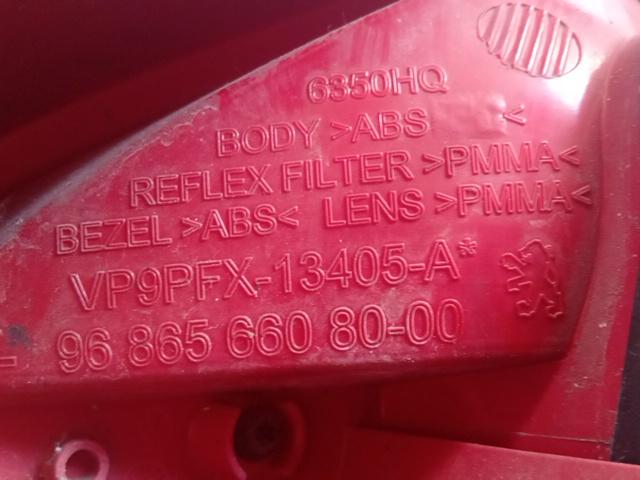 6350HQ
BODY >ABS <
REFLEX FILTER >PMMA<
BEZEL >ABS< LENS >PMMA<
VP9PFX-13405-A*
96 865 660 80-00